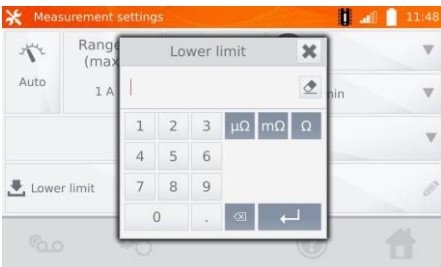 Measurement settings 11:48
Range
(max
Auto
1 A
Lower limit
min
1 2 3 μΩ mΩ Ω
4 5 6
7 8 9
0 .
Lower limit